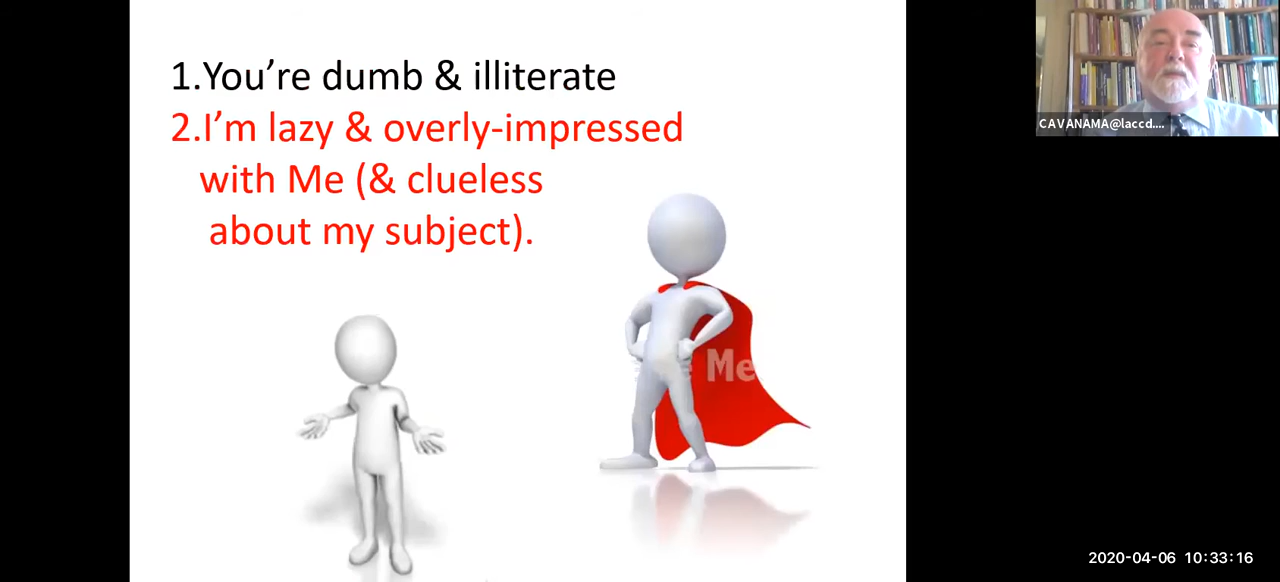 1.You’re dumb & illiterate
2.I’m lazy & overly-impressed
with Me (& clueless
about my subject).
Me
CAVANAMA@laccd....
2020-04-06 10:33:16